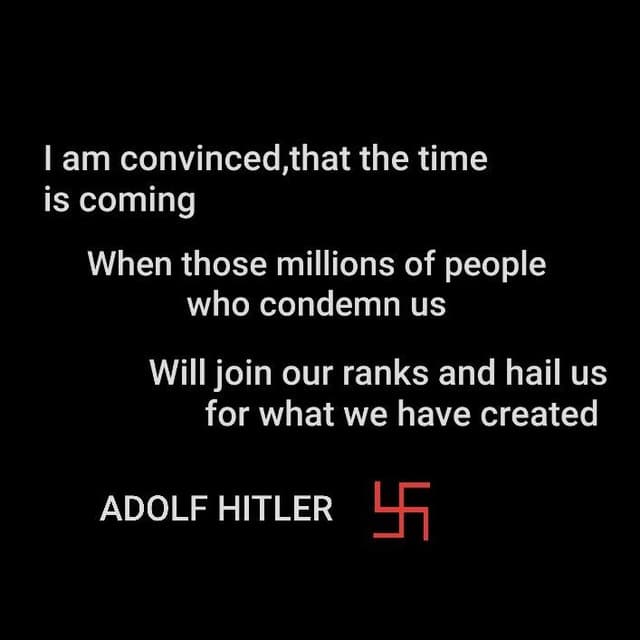 I am convinced,that the time
is coming
When those millions of people
who condemn us
Will join our ranks and hail us
for what we have created
ADOLF HITLER